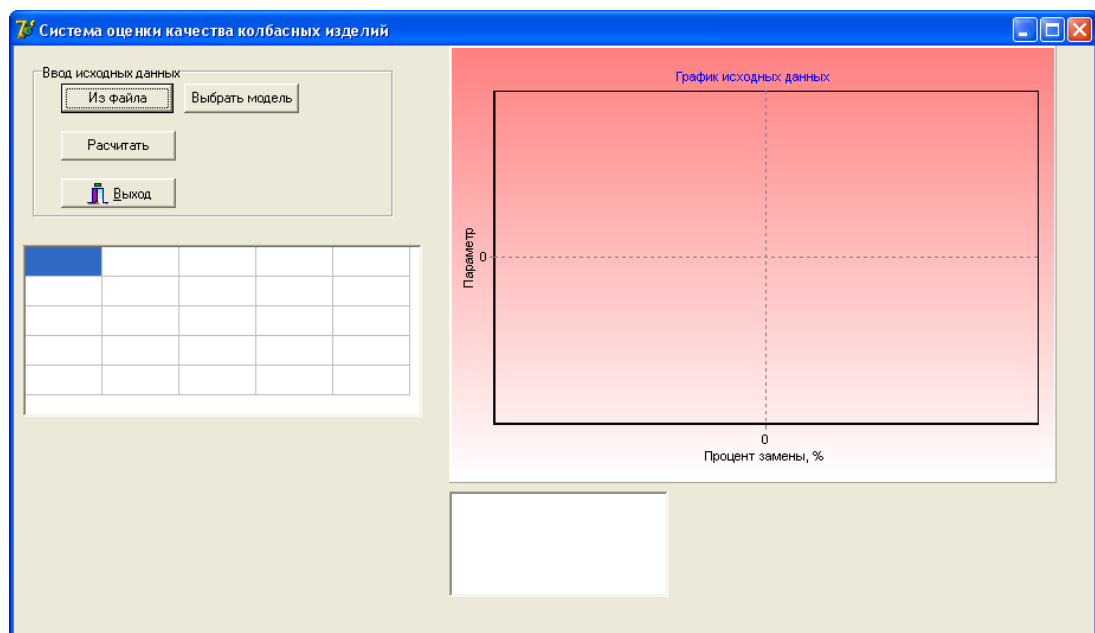 Система оценки качества колбасных изделий
Ввод исходных данных
Из файла
Выбрать модель
Расчитать
Выход
График исходных данных
Параметр
0
0
Процент замены, %